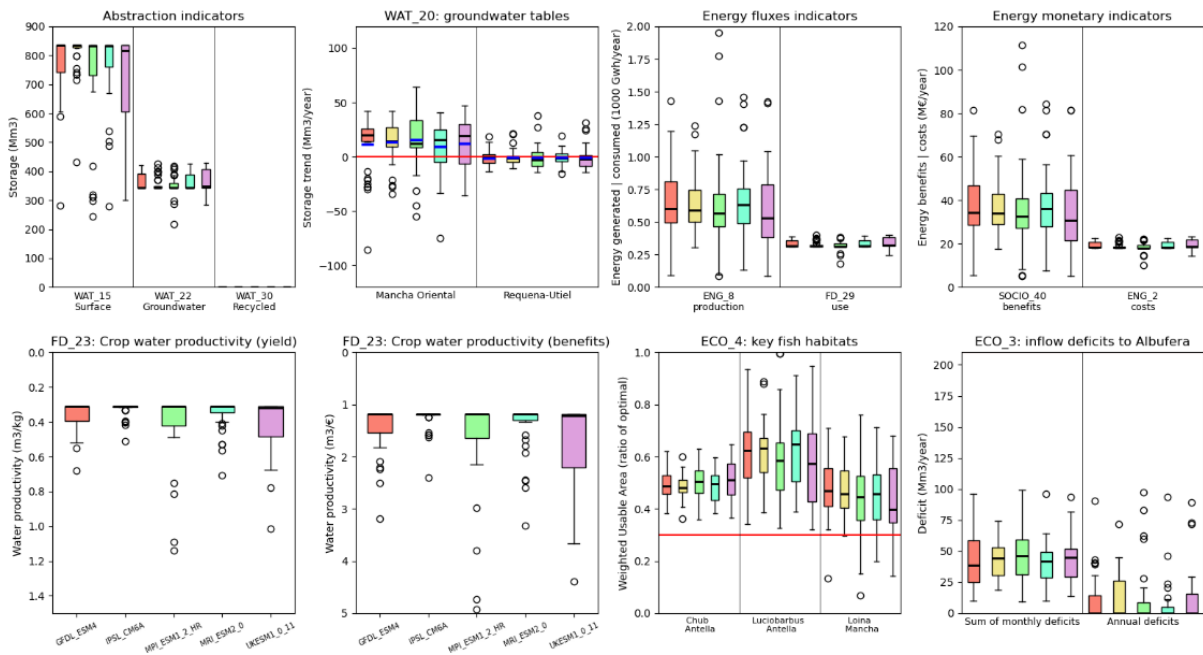 Abstraction indicators
Storage (Mm3)
900
800
700
600
500
400
300
200
100
0
WAT_15
Surface
WAT_22
Groundwater
WAT_30
Recycled
WAT_20: groundwater tables
Storage trend (Mm3/year)
100
50
0
−50
−100
Mancha Oriental
Requena-Utiel
Energy fluxes indicators
Energy generated | consumed (1000 Gwh/year)
2.00
1.75
1.50
1.25
1.00
0.75
0.50
0.25
0.00
ENG_8
production
FD_29
use
Energy monetary indicators
Energy benefits | costs (M€/year)
120
100
80
60
40
20
0
SOCIO_40
benefits
ENG_2
costs
FD_23: Crop water productivity (yield)
Water productivity (m3/kg)
0.0
0.2
0.4
0.6
0.8
1.0
1.2
1.4
GFDL_ESM4
IPSL_CM6A
MPI_ESM1_2_HR
MRI_ESM2_0
UKESM1_0_11
FD_23: Crop water productivity (benefits)
Water productivity (m3/€)
0
1
2
3
4
5
GFDL_ESM4
IPSL_CM6A
MPI_ESM1_2_HR
MRI_ESM2_0
UKESM1_0_11
ECO_4: key fish habitats
Weighted Usable Area (ratio of optimal)
1.0
0.8
0.6
0.4
0.2
0.0
Chub
Antella
Luciobarbus
Antella
Loina
Mancha
ECO_3: inflow deficits to Albufera
Deficit (Mm3/year)
200
175
150
125
100
75
50
25
0
Sum of monthly deficits
Annual deficits